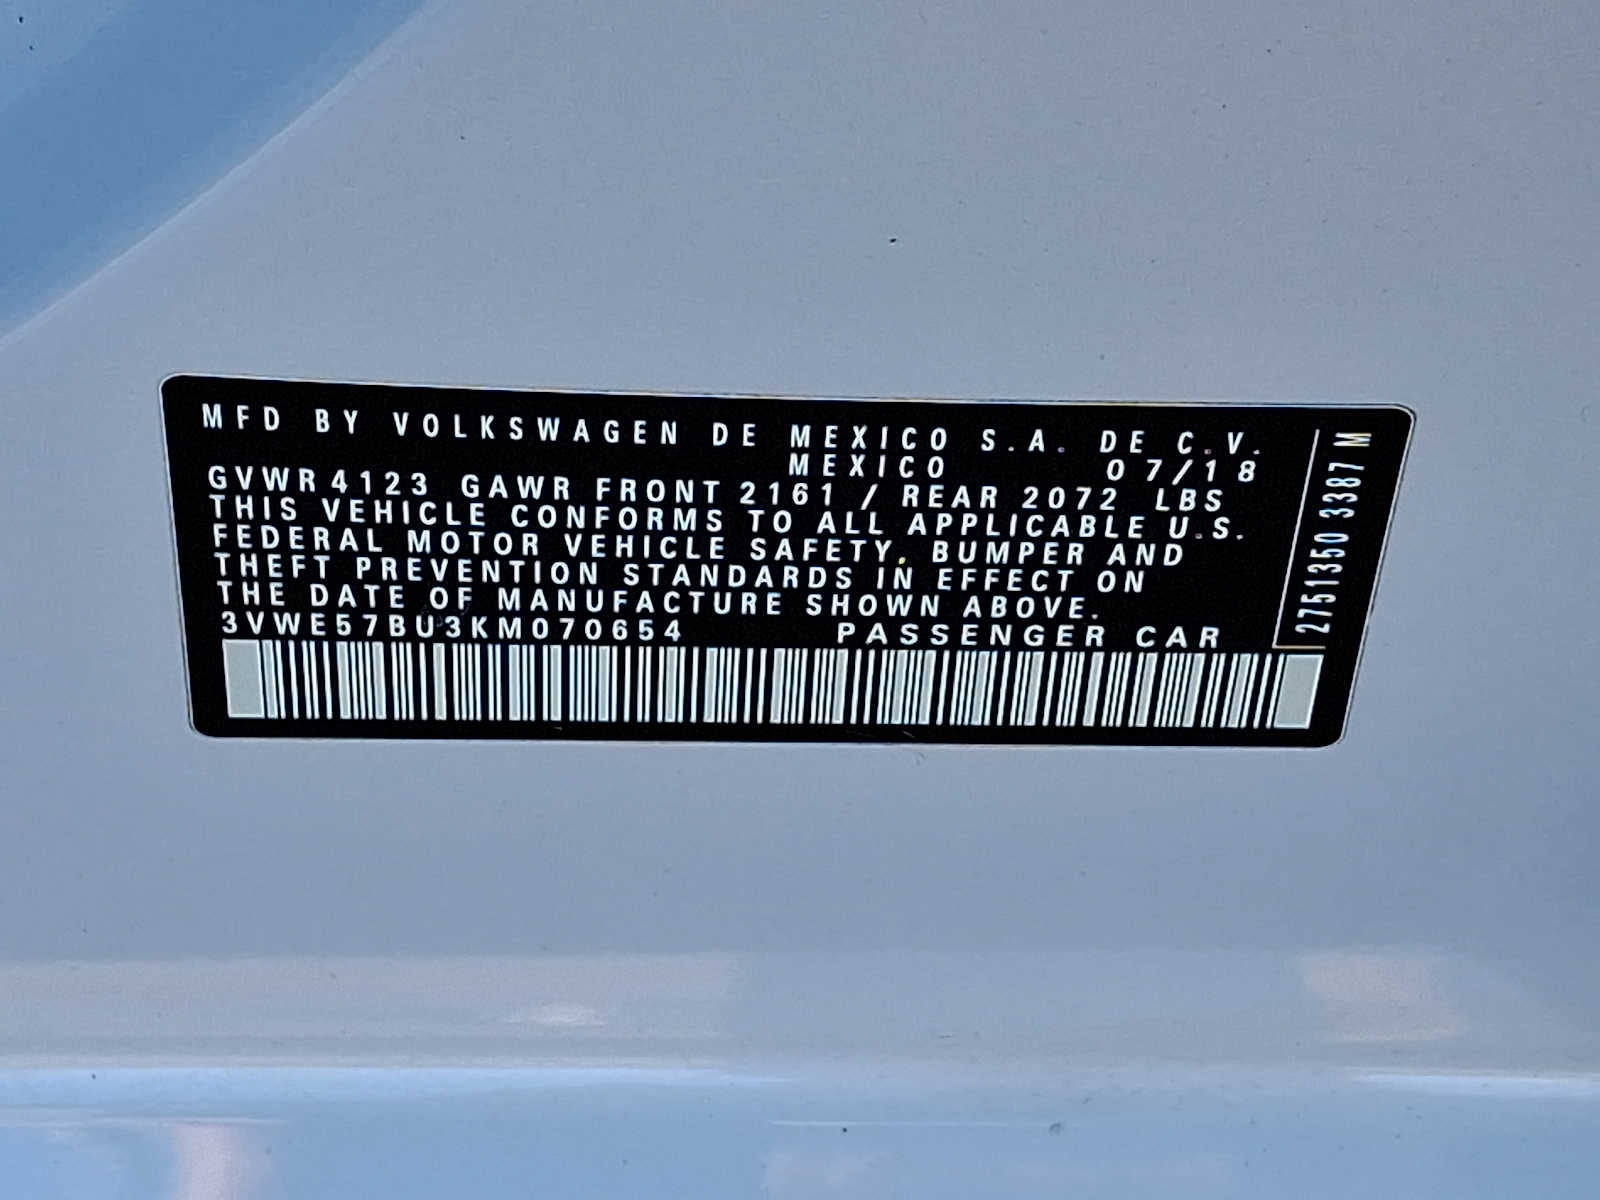 MFD BY VOLKSWAGEN DE MEXICO S.A. DE C.V.
MEXICO 07/18
GVWR 4123 GAWR FRONT 2161 / REAR 2072 LBS
THIS VEHICLE CONFORMS TO ALL APPLICABLE U.S.
FEDERAL MOTOR VEHICLE SAFETY, BUMPER AND
THEFT PREVENTION STANDARDS IN EFFECT ON
THE DATE OF MANUFACTURE SHOWN ABOVE.
3VWE57BU3KM070654 PASSENGER CAR
2751350 3387 M